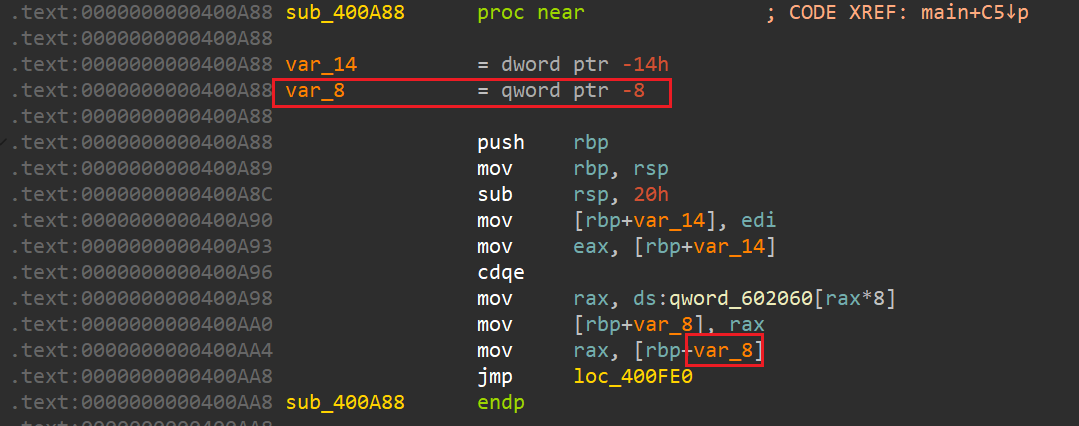 .text:0000000000400A88 sub_400A88 proc near ; CODE XREF: main+C5↓p
.text:0000000000400A88
.text:0000000000400A88 var_14 = dword ptr -14h
.text:0000000000400A88 var_8 = qword ptr -8
.text:0000000000400A88
.text:0000000000400A88 push rbp
.text:0000000000400A89 mov rbp, rsp
.text:0000000000400A8C sub rsp, 20h
.text:0000000000400A90 mov [rbp+var_14], edi
.text:0000000000400A93 mov eax, [rbp+var_14]
.text:0000000000400A96 cdqe
.text:0000000000400A98 mov rax, ds:qword_602060[rax*8]
.text:0000000000400AA0 mov [rbp+var_8], rax
.text:0000000000400AA4 mov rax, [rbp+var_8]
.text:0000000000400AA8 jmp loc_400FE0
.text:0000000000400AA8 sub_400A88 endp